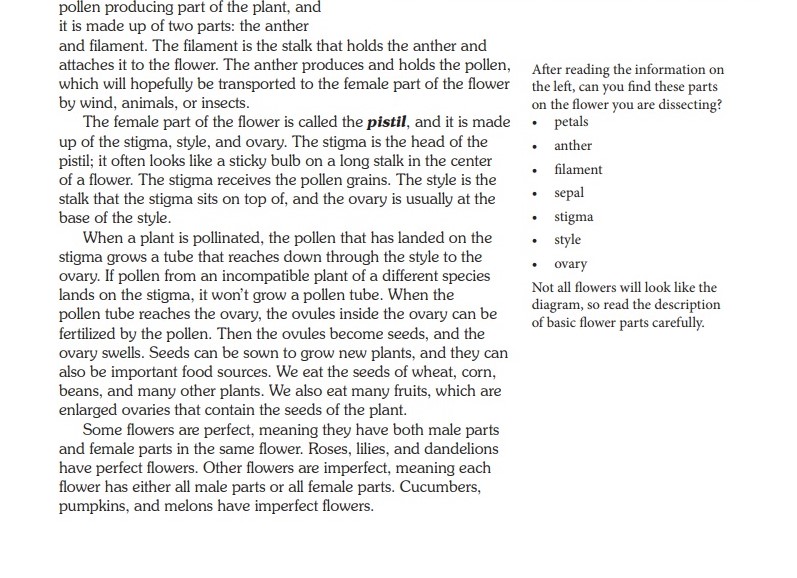 pollen producing part of the plant, and
it is made up of two parts: the anther
and filament. The filament is the stalk that holds the anther and
attaches it to the flower. The anther produces and holds the pollen,
which will hopefully be transported to the female part of the flower
by wind, animals, or insects.
The female part of the flower is called the pistil, and it is made
up of the stigma, style, and ovary. The stigma is the head of the
pistil; it often looks like a sticky bulb on a long stalk in the center
of a flower. The stigma receives the pollen grains. The style is the
stalk that the stigma sits on top of, and the ovary is usually at the
base of the style.
When a plant is pollinated, the pollen that has landed on the
stigma grows a tube that reaches down through the style to the
ovary. If pollen from an incompatible plant of a different species
lands on the stigma, it won't grow a pollen tube. When the
pollen tube reaches the ovary, the ovules inside the ovary can be
fertilized by the pollen. Then the ovules become seeds, and the
ovary swells. Seeds can be sown to grow new plants, and they can
also be important food sources. We eat the seeds of wheat, corn,
beans, and many other plants. We also eat many fruits, which are
enlarged ovaries that contain the seeds of the plant.
Some flowers are perfect, meaning they have both male parts
and female parts in the same flower. Roses, lilies, and dandelions
have perfect flowers. Other flowers are imperfect, meaning each
flower has either all male parts or all female parts. Cucumbers,
pumpkins, and melons have imperfect flowers.
After reading the information on
the left, can you find these parts
on the flower you are dissecting?
• petals
• anther
• filament
• sepal
• stigma
• style
• ovary
Not all flowers will look like the
diagram, so read the description
of basic flower parts carefully.